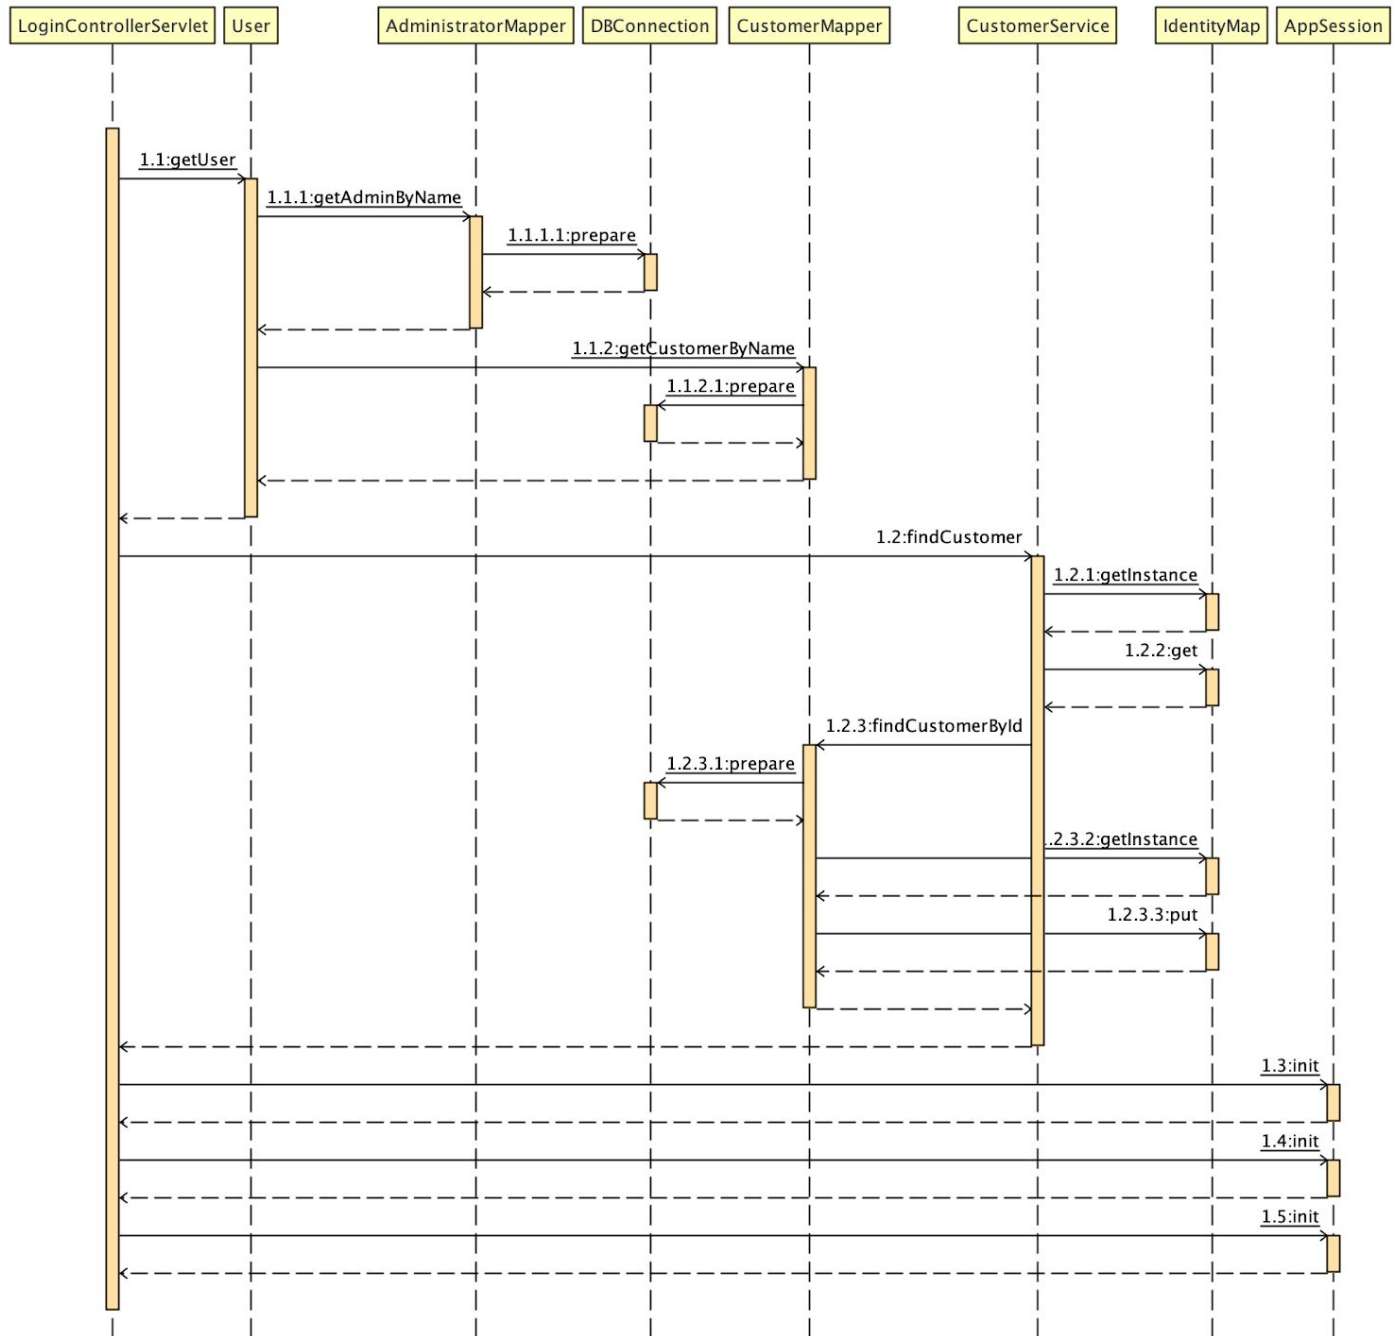 LoginControllerServlet
User
AdministratorMapper
DBConnection
CustomerMapper
CustomerService
IdentityMap
AppSession
1.1:getUser
1.1.1:getAdminByName
1.1.1.1:prepare
1.1.2:getCustomerByName
1.1.2.1:prepare
1.2:findCustomer
1.2.1:getInstance
1.2.2:get
1.2.3:findCustomerById
1.2.3.1:prepare
.2.3.2:getInstance
1.2.3.3:put
1.3:init
1.4:init
1.5:init